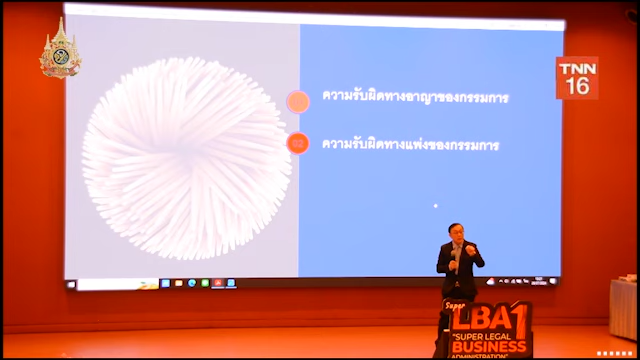 TNN
16
ความรับผิดทางอาญาของกรรมการ
02
ความรับผิดทางแพ่งของกรรมการ
Super
LBA1
"SUPER LEGAL
BUSINESS
ADMINISTRATION"